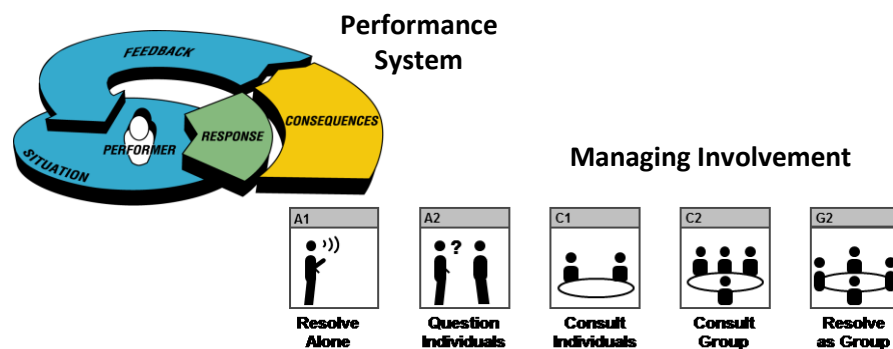 Performance
System
FEEDBACK
SITUATION
PERFORMER
RESPONSE
CONSEQUENCES
Managing Involvement
A1
A2
C1
C2
G2
)))
?
Resolve
Alone
Question
Individuals
Consult
Individuals
Consult
Group
Resolve
as Group